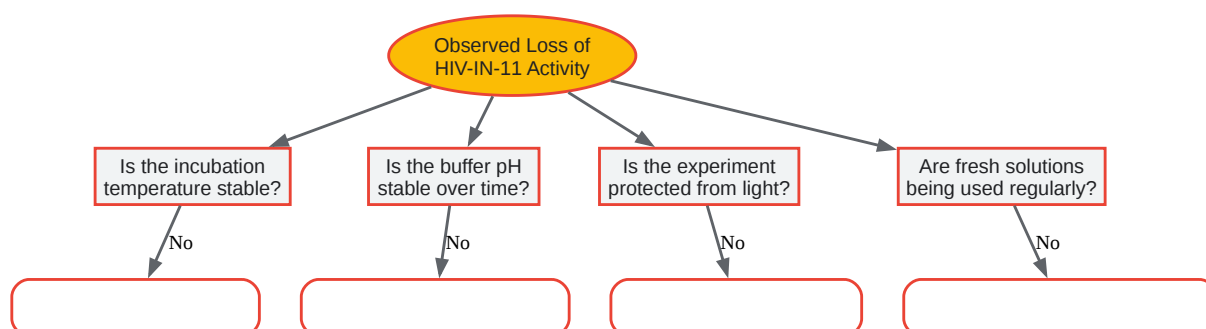 Observed Loss of
HIV-IN-11 Activity
Is the incubation
temperature stable?
Is the buffer pH
stable over time?
Is the experiment
protected from light?
Are fresh solutions
being used regularly?
No
No
No
No